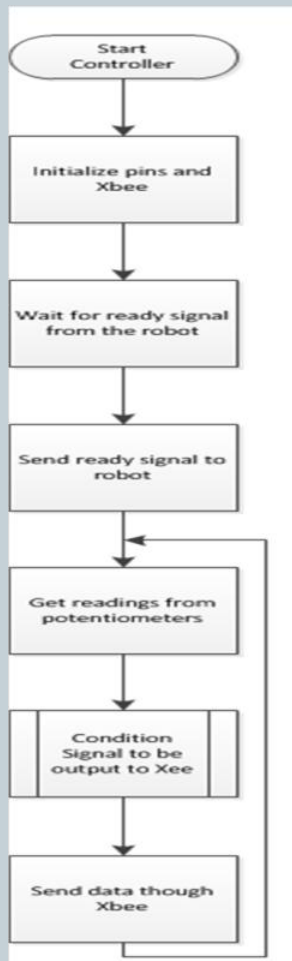 Start
Controller
Initialize pins and
Xbee
Wait for ready signal
from the robot
Send ready signal to
robot
Get readings from
potentiometers
Condition
Signal to be
output to Xee
Send data though
Xbee